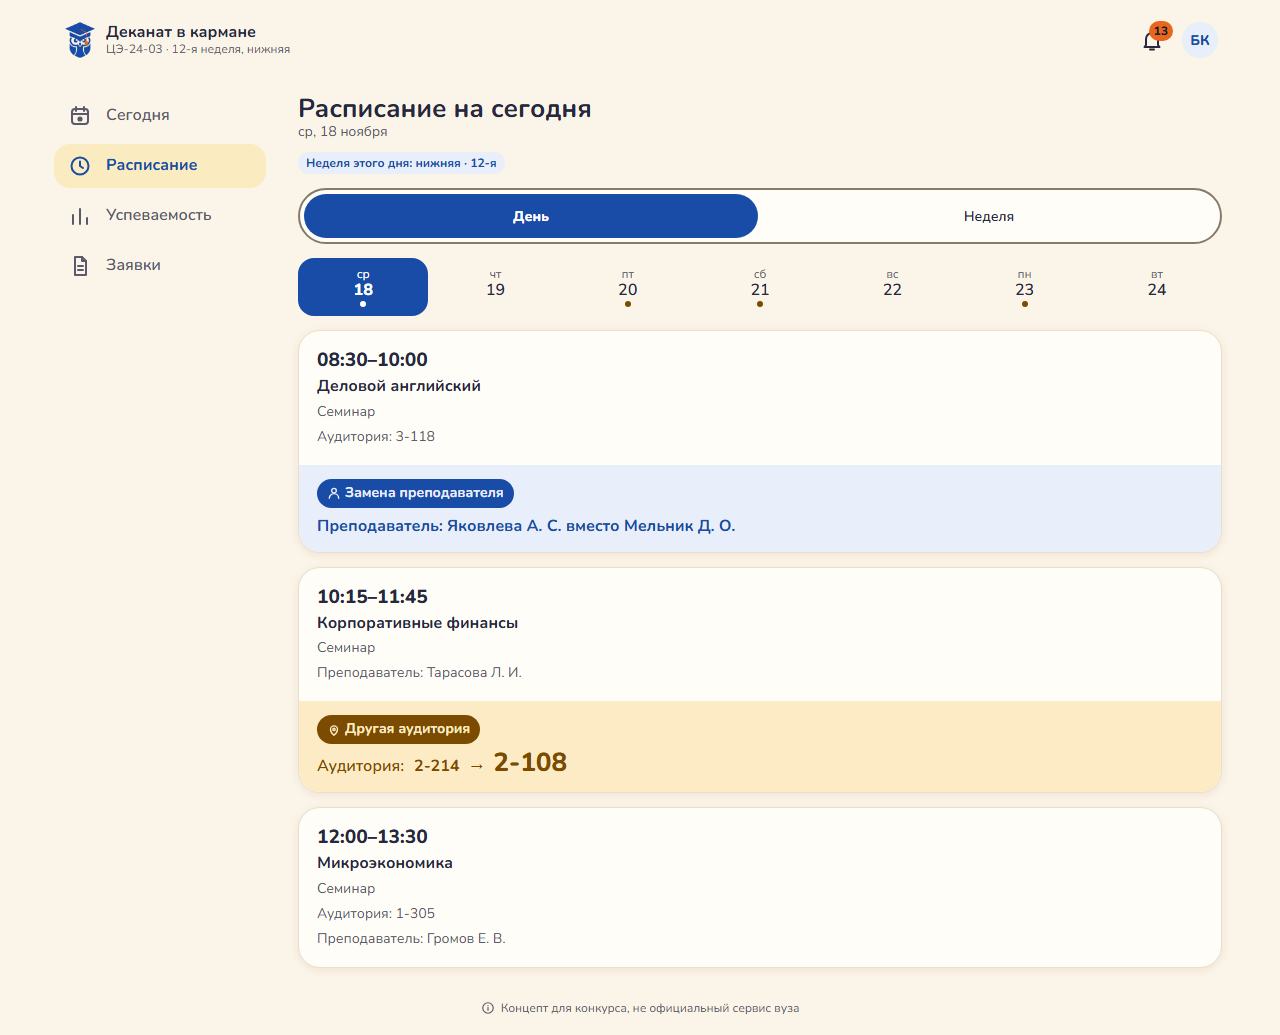 Деканат в кармане
ЦЭ-24-03 · 12-я неделя, нижняя
13
БК
Сегодня
Расписание
Успеваемость
Заявки
Расписание на сегодня
ср, 18 ноября
Неделя этого дня: нижняя · 12-я
День
Неделя
ср
18
чт
19
пт
20
сб
21
вс
22
пн
23
вт
24
08:30–10:00
Деловой английский
Семинар
Аудитория: 3-118
Замена преподавателя
Преподаватель: Яковлева А. С. вместо Мельник Д. О.
10:15–11:45
Корпоративные финансы
Семинар
Преподаватель: Тарасова Л. И.
Другая аудитория
Аудитория: 2-214 → 2-108
12:00–13:30
Микроэкономика
Семинар
Аудитория: 1-305
Преподаватель: Громов Е. В.
Концепт для конкурса, не официальный сервис вуза